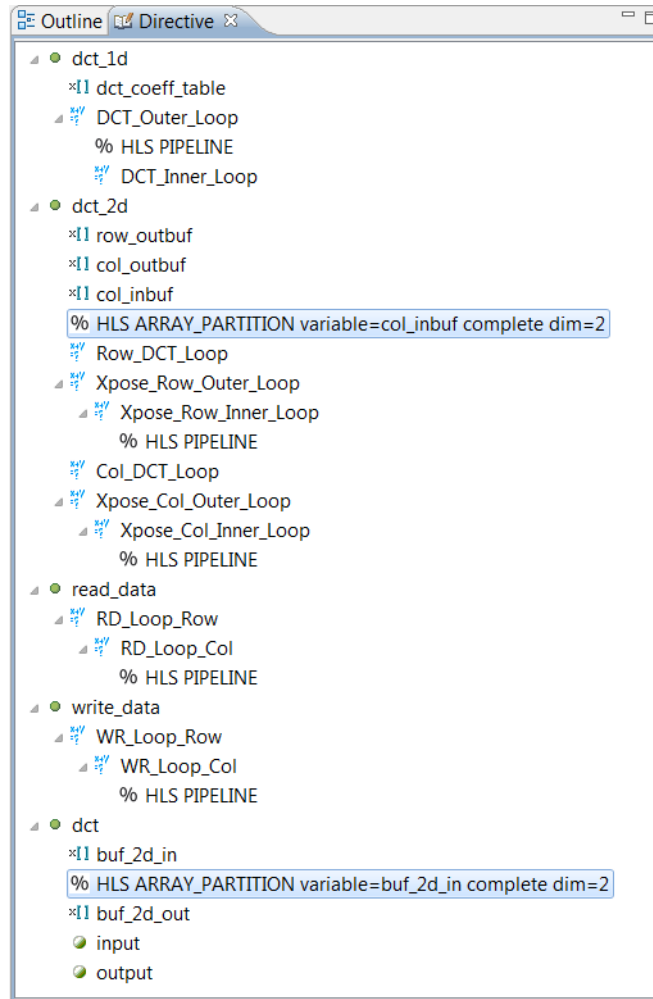 Outline Directive
dct_1d
×[] dct_coeff_table
DCT_Outer_Loop
% HLS PIPELINE
DCT_Inner_Loop
dct_2d
×[] row_outbuf
×[] col_outbuf
×[] col_inbuf
% HLS ARRAY_PARTITION variable=col_inbuf complete dim=2
Row_DCT_Loop
Xpose_Row_Outer_Loop
Xpose_Row_Inner_Loop
% HLS PIPELINE
Col_DCT_Loop
Xpose_Col_Outer_Loop
Xpose_Col_Inner_Loop
% HLS PIPELINE
read_data
RD_Loop_Row
RD_Loop_Col
% HLS PIPELINE
write_data
WR_Loop_Row
WR_Loop_Col
% HLS PIPELINE
dct
×[] buf_2d_in
% HLS ARRAY_PARTITION variable=buf_2d_in complete dim=2
×[] buf_2d_out
input
output